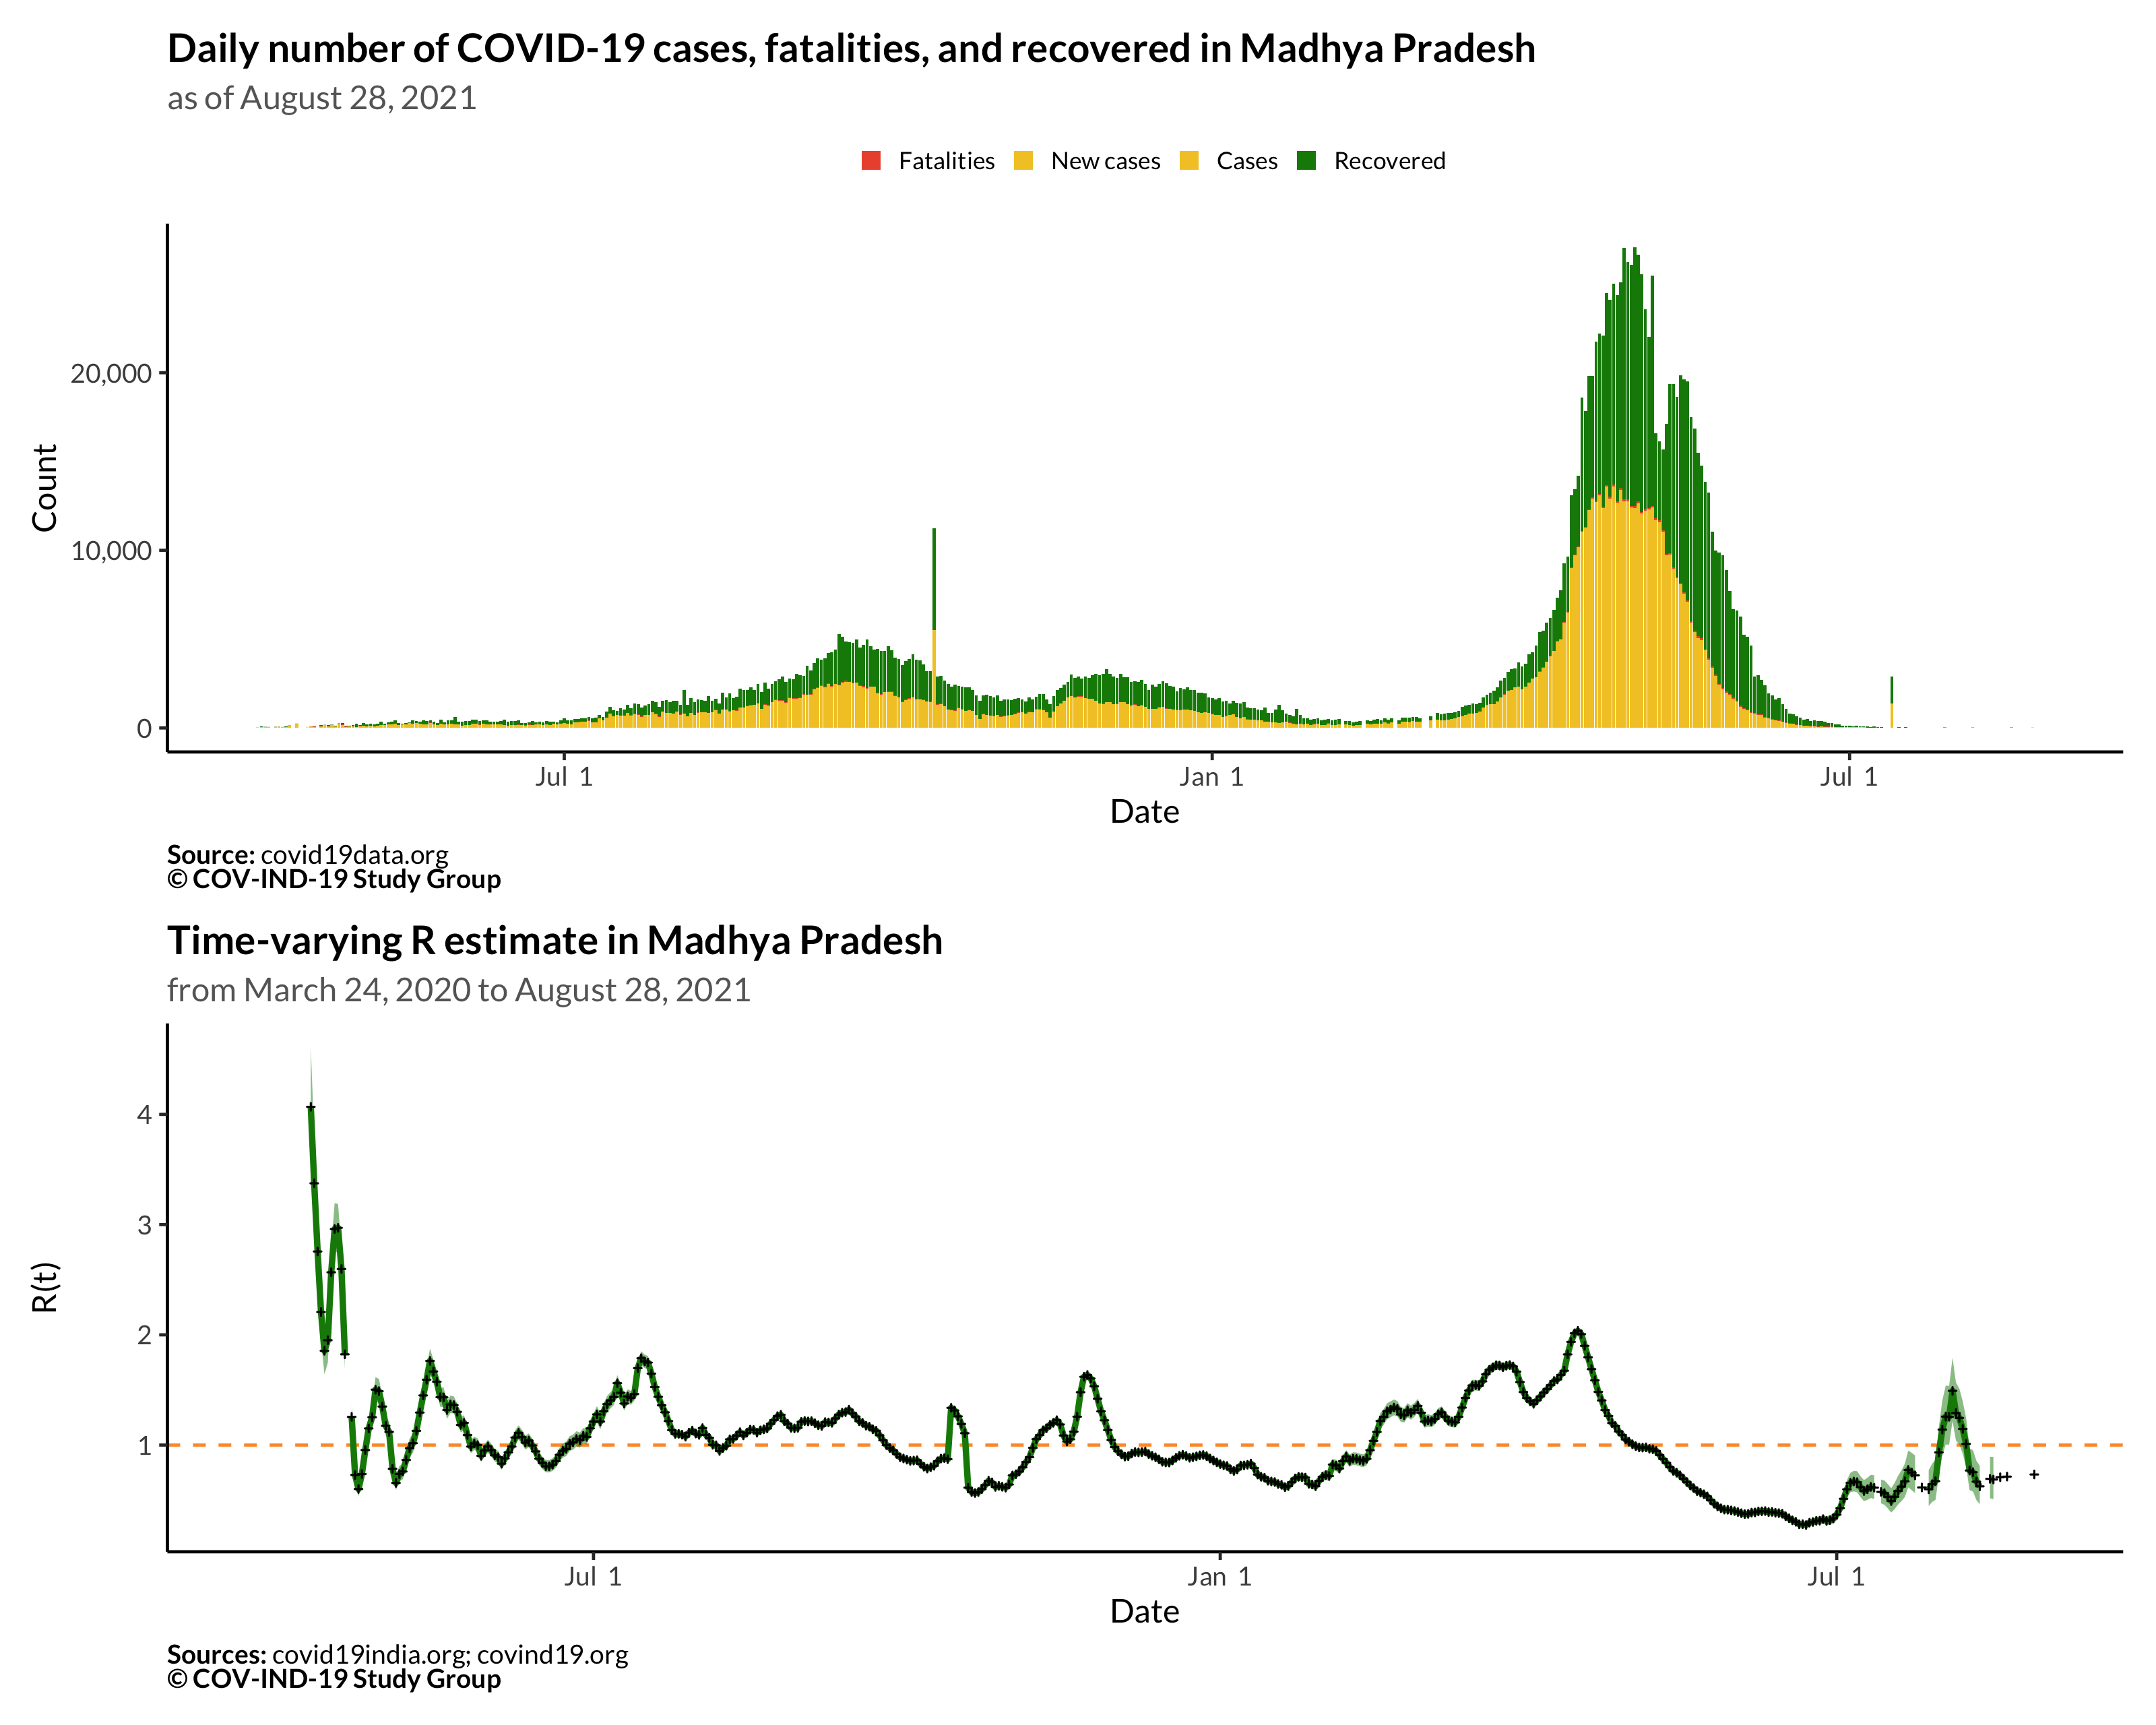 Daily number of COVID-19 cases, fatalities, and recovered in Madhya Pradesh
as of August 28, 2021
Fatalities New cases Cases Recovered
Count
20,000
10,000
0
Jul 1 Jan 1 Jul 1
Date
Source: covid19data.org
© COV-IND-19 Study Group
Time-varying R estimate in Madhya Pradesh
from March 24, 2020 to August 28, 2021
R(t)
4
3
2
1
Jul 1 Jan 1 Jul 1
Date
Sources: covid19india.org; covind19.org
© COV-IND-19 Study Group